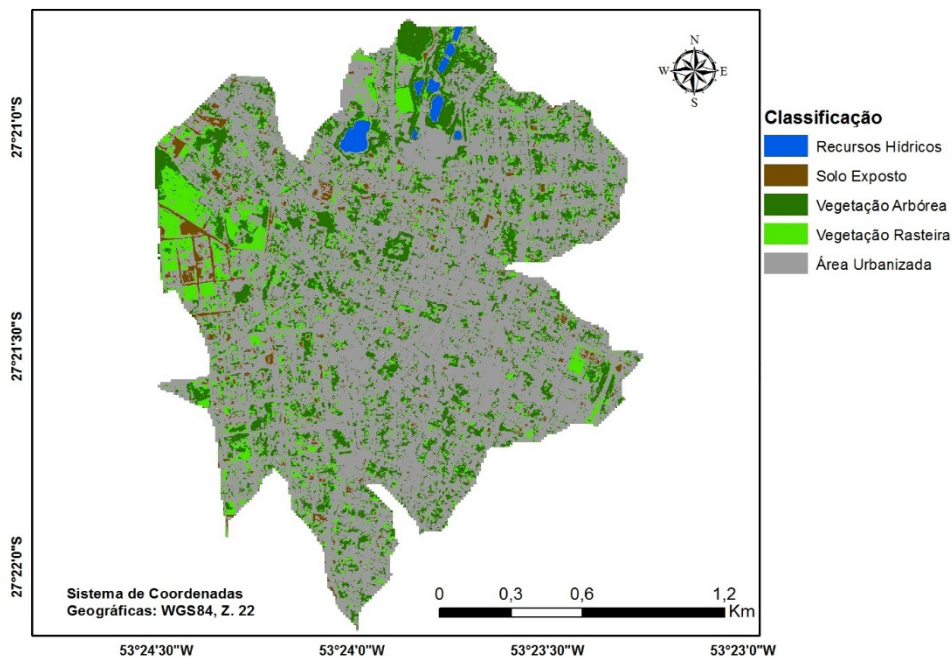 N
W E
S
27°21'0"S
27°21'30"S
27°22'0"S
Classificação
Recursos Hídricos
Solo Exposto
Vegetação Arbórea
Vegetação Rasteira
Área Urbanizada
Sistema de Coordenadas
Geográficas: WGS84, Z. 22
0 0,3 0,6 1,2
Km
53°24'30"W 53°24'0"W 53°23'30"W 53°23'0"W